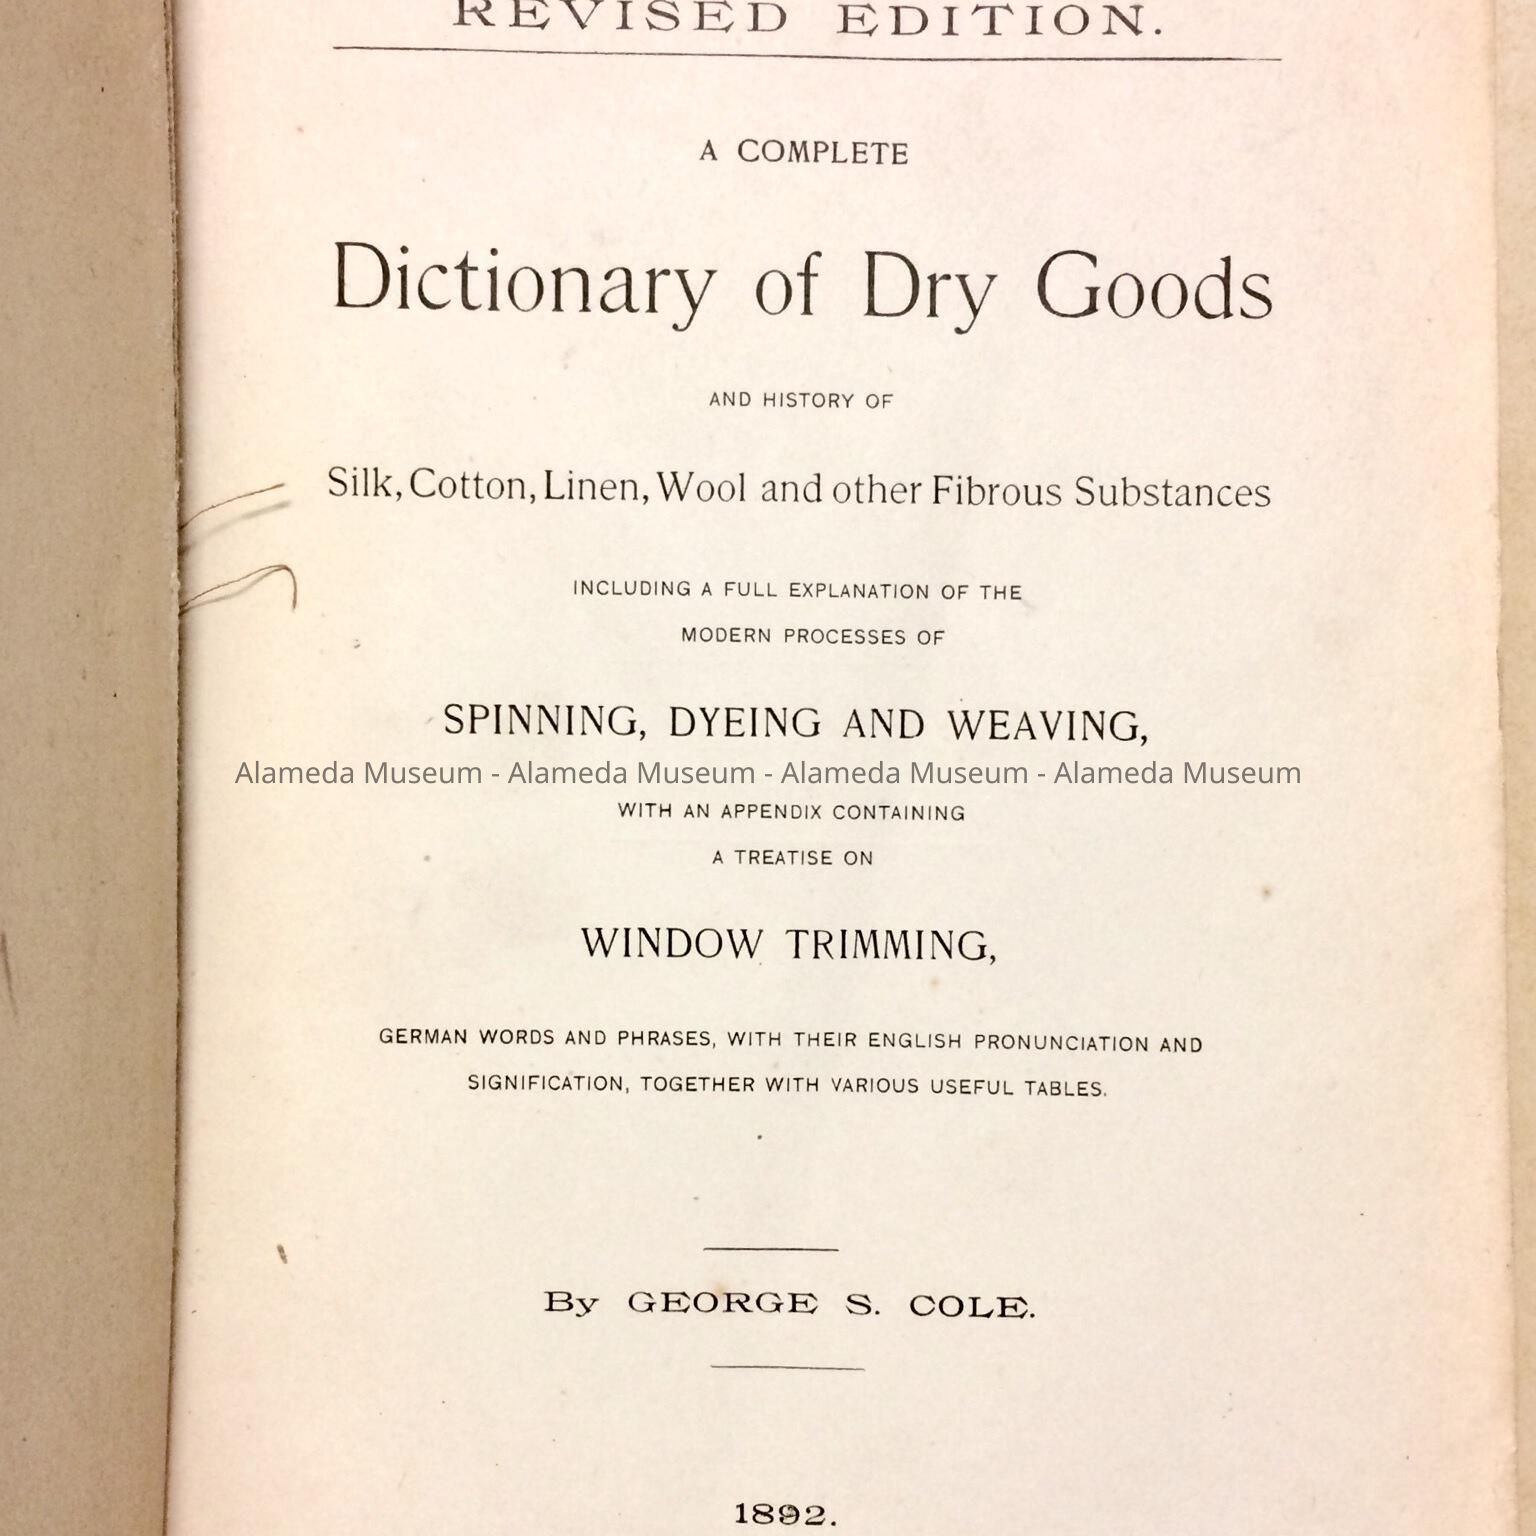 REVISED EDITION.
A COMPLETE
Dictionary of Dry Goods
AND HISTORY OF
Silk, Cotton, Linen, Wool and other Fibrous Substances
INCLUDING A FULL EXPLANATION OF THE
MODERN PROCESSES OF
SPINNING, DYEING AND WEAVING,
Alameda Museum - Alameda Museum - Alameda Museum - Alameda Museum
WITH AN APPENDIX CONTAINING
A TREATISE ON
WINDOW TRIMMING,
GERMAN WORDS AND PHRASES, WITH THEIR ENGLISH PRONUNCIATION AND
SIGNIFICATION, TOGETHER WITH VARIOUS USEFUL TABLES.
By GEORGE S. COLE.
1892.